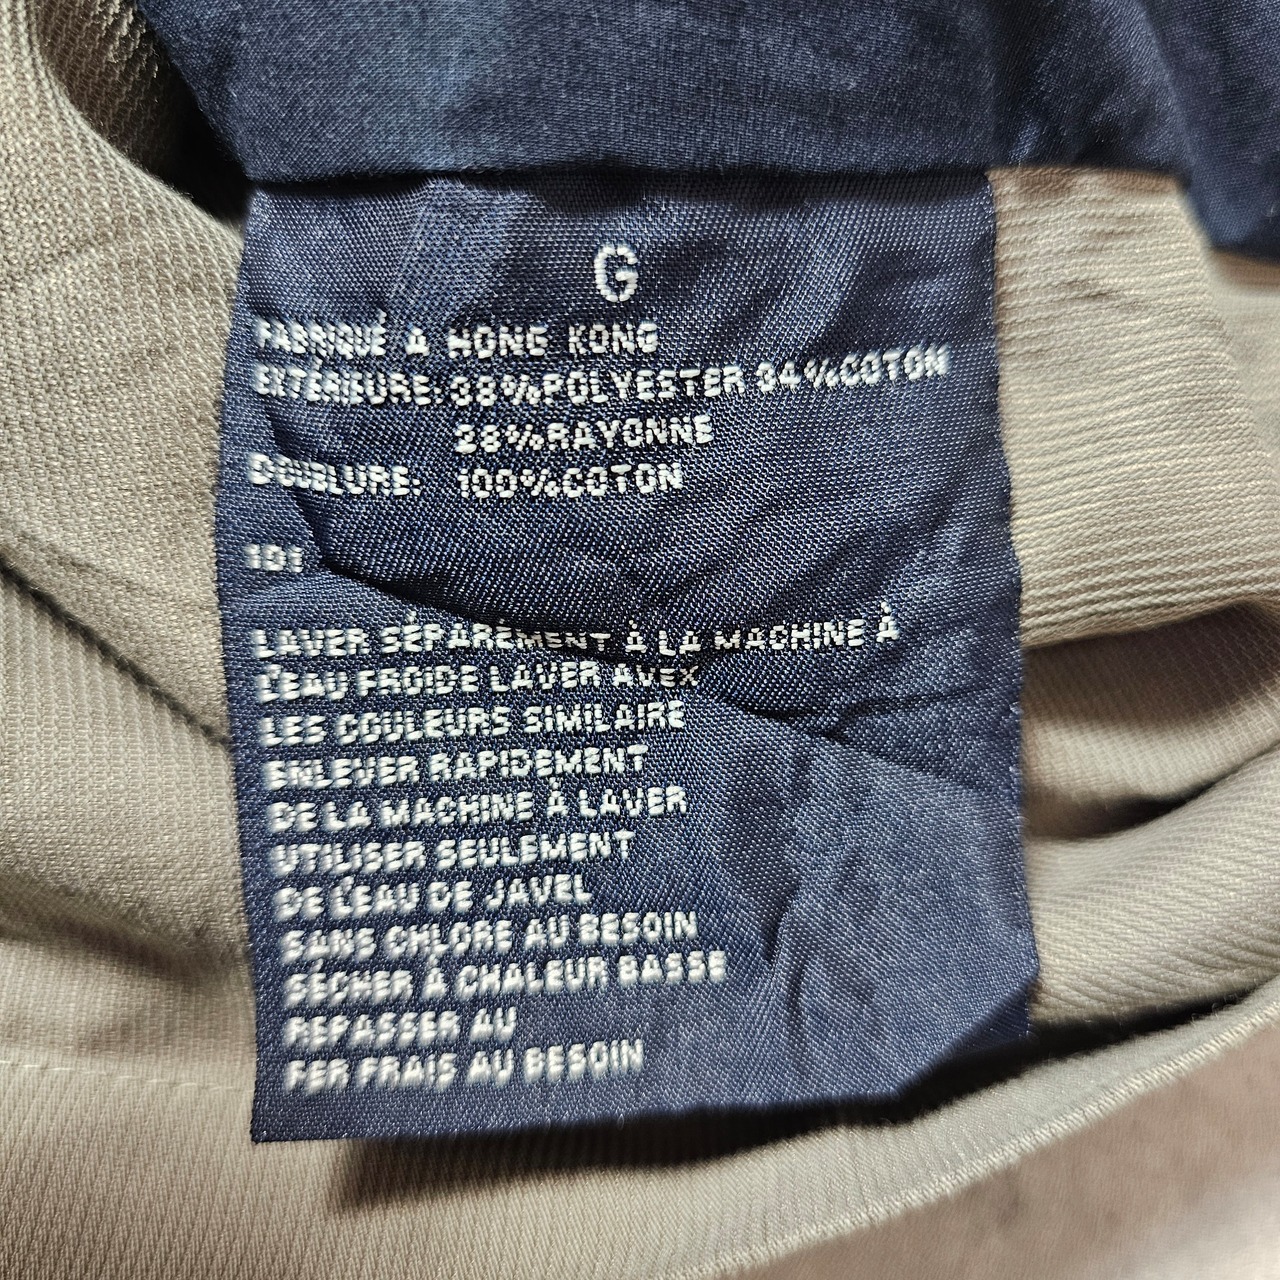 G
FABRIQUÉ À HONG KONG
EXTÉRIEURE: 38%POLYESTER 34%COTON
28%RAYONNE
DOUBLURE: 100%COTON
LAVER SÉPAREMENT À LA MACHINE À
L'EAU FROIDE LAVER AVEX
LES COULEURS SIMILAIRE
ENLEVER RAPIDEMENT
DE LA MACHINE À LAVER
UTILISER SEULEMENT
DE L'EAU DE JAVEL
SANS CHLORE AU BESOIN
SÉCHER À CHALEUR BASSE
REPASSER AU
FER FRAIS AU BESOIN